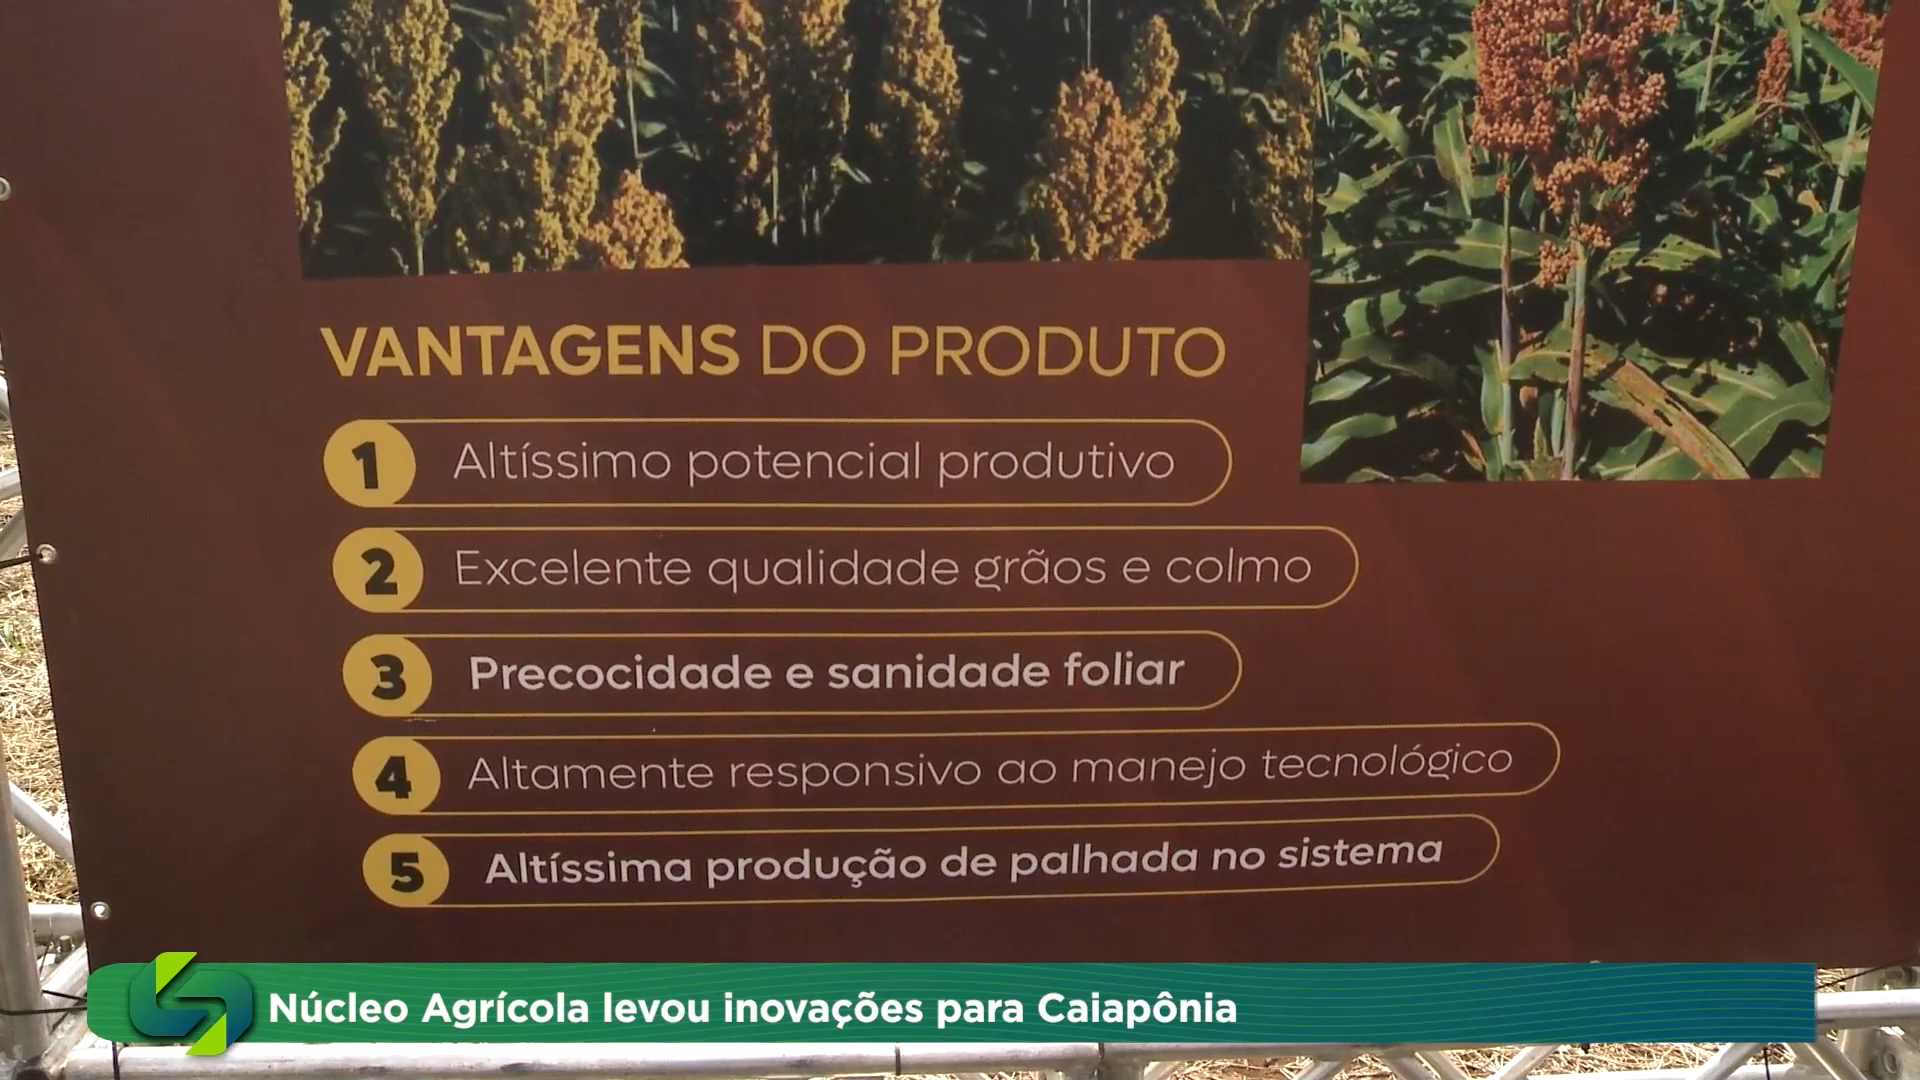 VANTAGENS DO PRODUTO
1 Altíssimo potencial produtivo
2 Excelente qualidade grãos e colmo
3 Precocidade e sanidade foliar
4 Altamente responsivo ao manejo tecnológico
5 Altíssima produção de palhada no sistema
Núcleo Agrícola levou inovações para Caiapônia